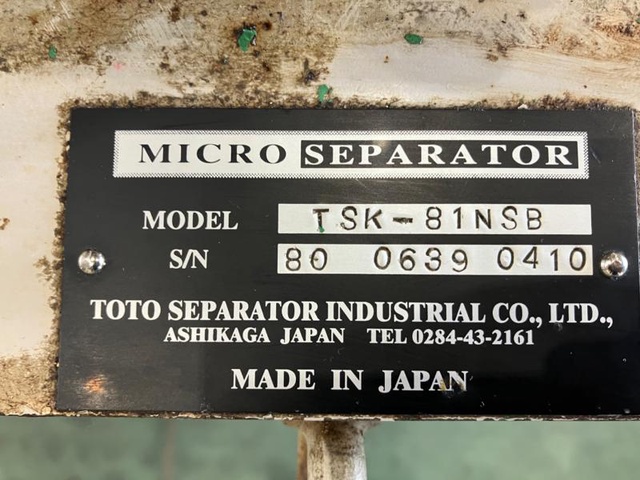 MICRO SEPARATOR
MODEL TSK-81NSB
S/N 80 0639 0410
TOTO SEPARATOR INDUSTRIAL CO., LTD.,
ASHIKAGA JAPAN TEL 0284-43-2161
MADE IN JAPAN